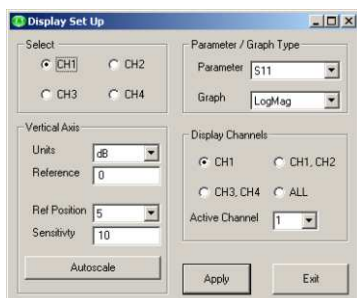 Display Set Up
Select
CH1
CH2
CH3
CH4
Parameter / Graph Type
Parameter
S11
Graph
LogMag
Vertical Axis
Units
dB
Reference
0
Ref Position
5
Sensitivty
10
Autoscale
Display Channels
CH1
CH1, CH2
CH3, CH4
ALL
Active Channel
1
Apply
Exit